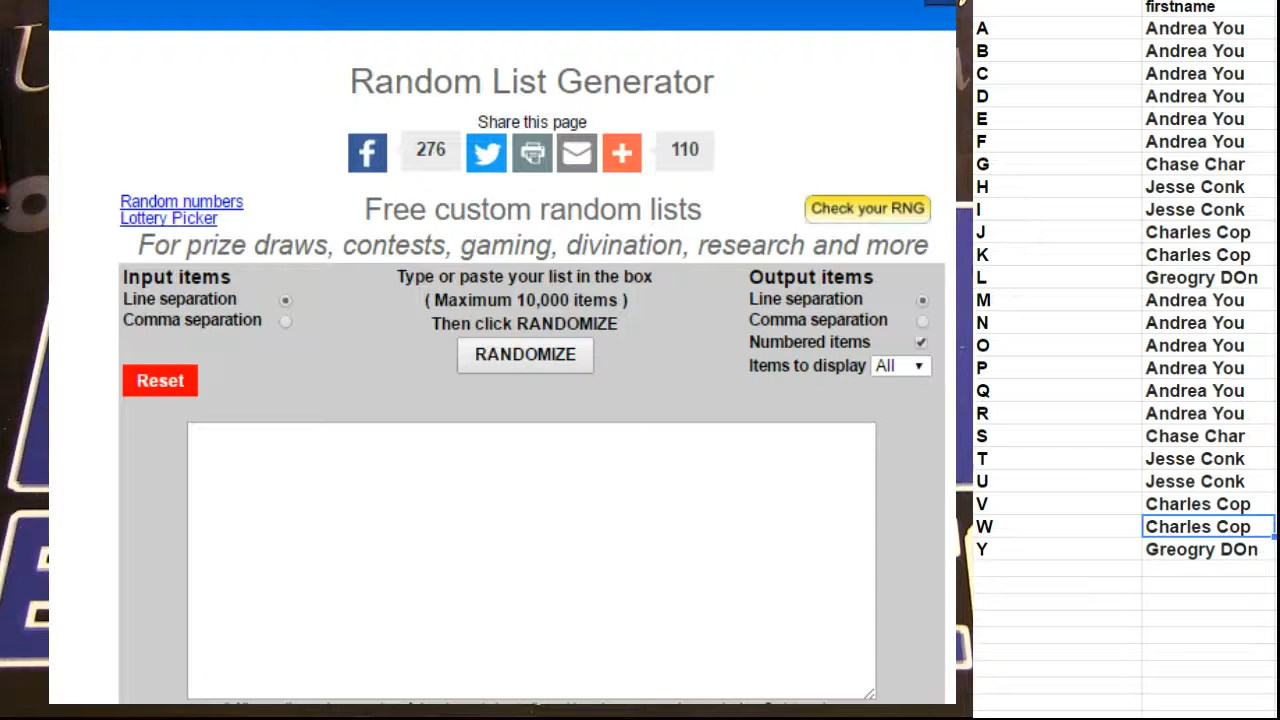 Random List Generator
Share this page
276
110
Random numbers
Lottery Picker
Free custom random lists
Check your RNG
For prize draws, contests, gaming, divination, research and more
Input items
Line separation
Comma separation
Reset
Type or paste your list in the box
( Maximum 10,000 items )
Then click RANDOMIZE
RANDOMIZE
Output items
Line separation
Comma separation
Numbered items
Items to display All
firstname
A Andrea You
B Andrea You
C Andrea You
D Andrea You
E Andrea You
F Andrea You
G Chase Char
H Jesse Conk
I Jesse Conk
J Charles Cop
K Charles Cop
L Greogry DOn
M Andrea You
N Andrea You
O Andrea You
P Andrea You
Q Andrea You
R Andrea You
S Chase Char
T Jesse Conk
U Jesse Conk
V Charles Cop
W Charles Cop
Y Greogry DOn